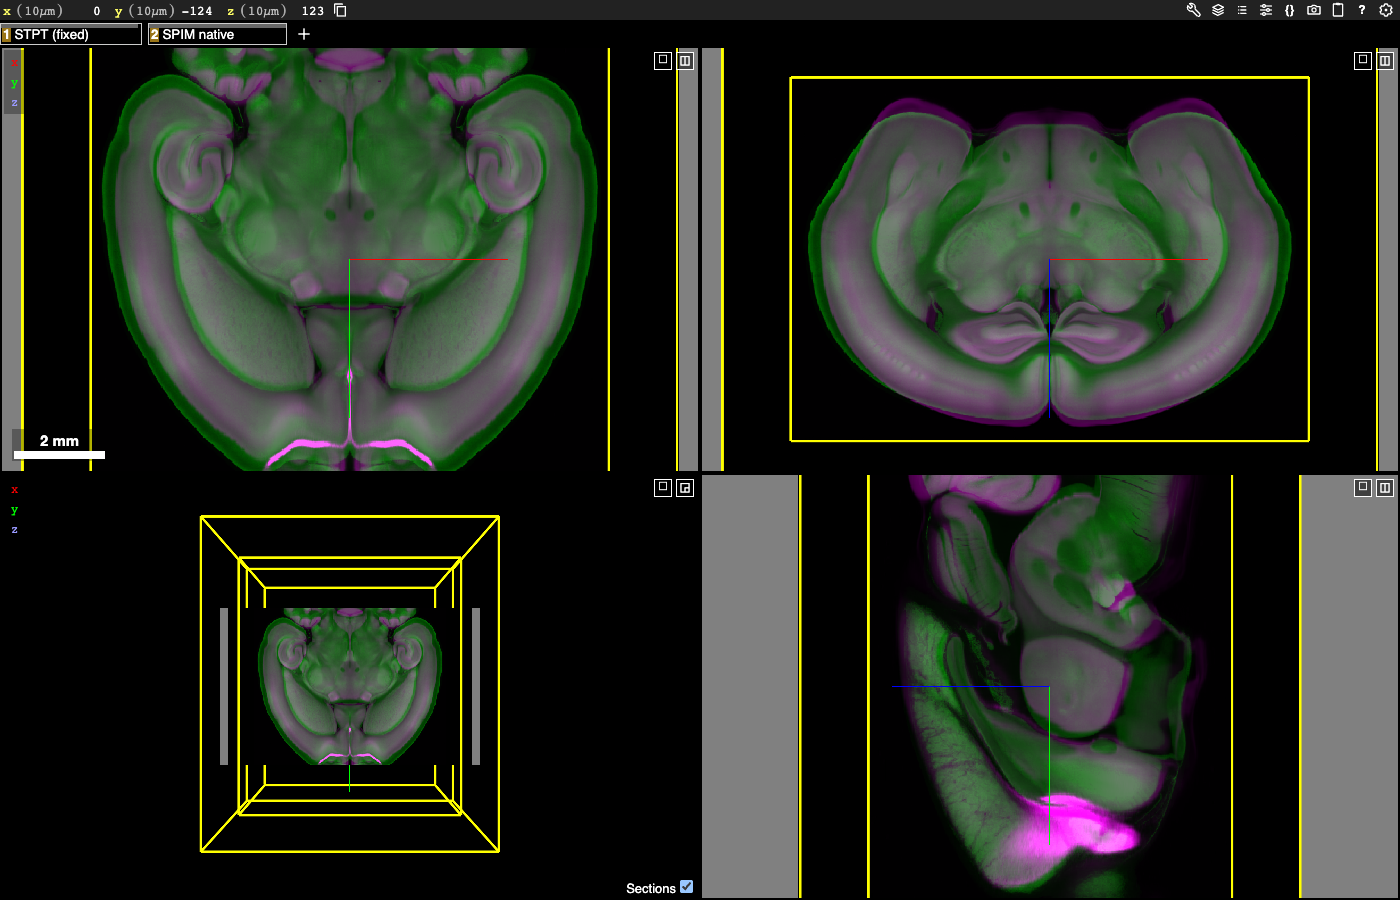 x (10µm) 0 y (10µm) -124 z (10µm) 123
1 STPT (fixed) 2 SPIM native +
x
y
z
2 mm
x
y
z
Sections